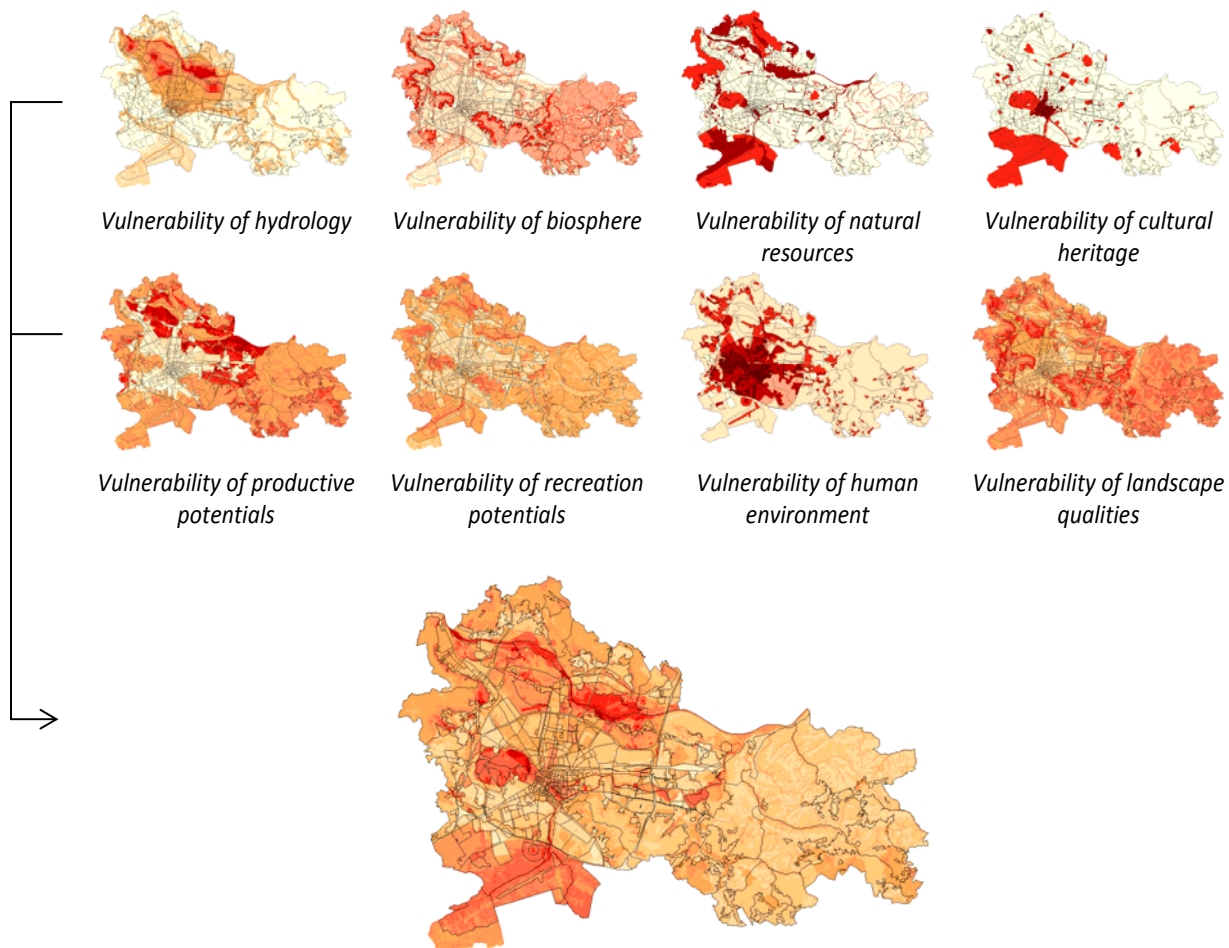 Vulnerability of hydrology
Vulnerability of biosphere
Vulnerability of natural
resources
Vulnerability of cultural
heritage
Vulnerability of productive
potentials
Vulnerability of recreation
potentials
Vulnerability of human
environment
Vulnerability of landscape
qualities